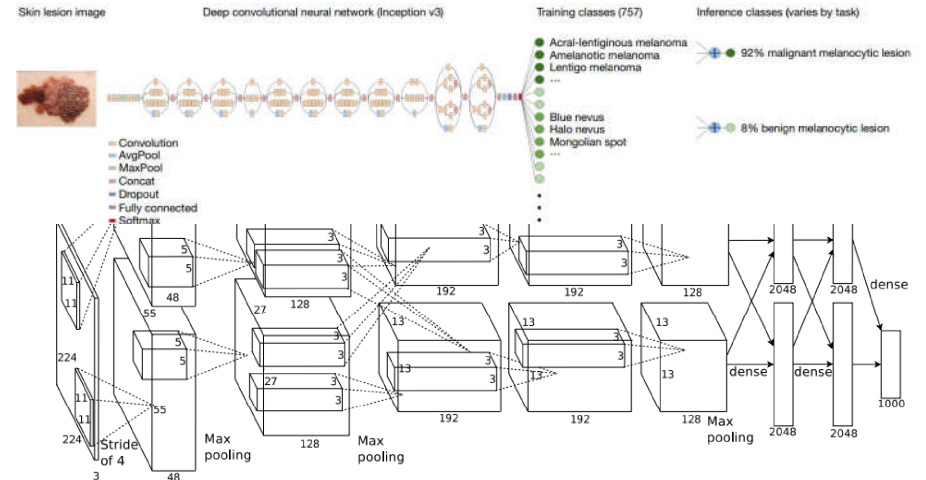 Skin lesion image
Deep convolutional neural network (Inception v3)
Training classes (757)
Inference classes (varies by task)
Acral-lentiginous melanoma
Amelanotic melanoma
Lentigo melanoma
...
Blue nevus
Halo nevus
Mongolian spot
...
92% malignant melanocytic lesion
8% benign melanocytic lesion
Convolution
AvgPool
MaxPool
Concat
Dropout
Fully connected
Softmax
11
11
5
5
48
3
3
128
3
3
192
3
3
192
128
2048
2048
dense
55
27
13
13
13
224
5
5
3
3
3
3
3
3
13
27
3
3
13
13
dense
dense
11
11
55
192
192
128
1000
224
Stride
of 4
Max
pooling
128
Max
pooling
Max
pooling
2048
2048
3
48